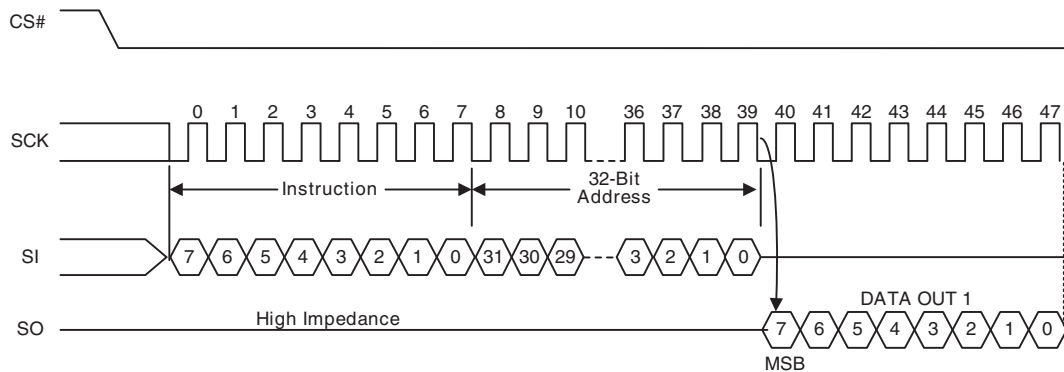 CS#
0 1 2 3 4 5 6 7 8 9 10 36 37 38 39 40 41 42 43 44 45 46 47
SCK
Instruction
32-Bit
Address
SI
7 6 5 4 3 2 1 0 31 30 29 3 2 1 0
DATA OUT 1
High Impedance
SO
7 6 5 4 3 2 1 0
MSB